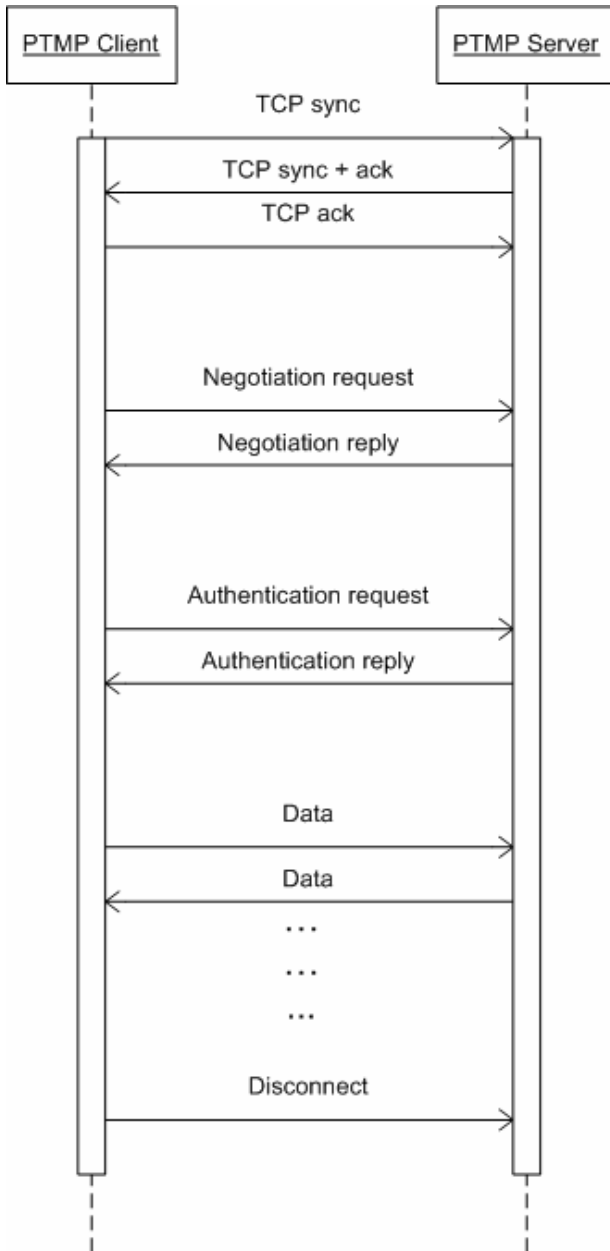 PTMP Client
PTMP Server
TCP sync
TCP sync + ack
TCP ack
Negotiation request
Negotiation reply
Authentication request
Authentication reply
Data
Data
...
...
...
Disconnect